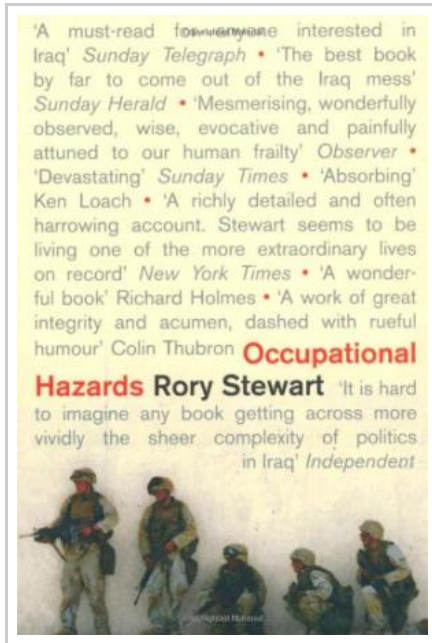 'A must-read for anyone interested in
Iraq' Sunday Telegraph • 'The best book
by far to come out of the Iraq mess'
Sunday Herald • 'Mesmerising, wonderfully
observed, wise, evocative and painfully
attuned to our human frailty' Observer •
'Devastating' Sunday Times • 'Absorbing'
Ken Loach • 'A richly detailed and often
harrowing account. Stewart seems to be
living one of the more extraordinary lives
on record' New York Times • 'A wonder-
ful book' Richard Holmes • 'A work of great
integrity and acumen, dashed with rueful
humour' Colin Thubron Occupational
Hazards Rory Stewart 'It is hard
to imagine any book getting across more
vividly the sheer complexity of politics
in Iraq' Independent
Copyrighted Material